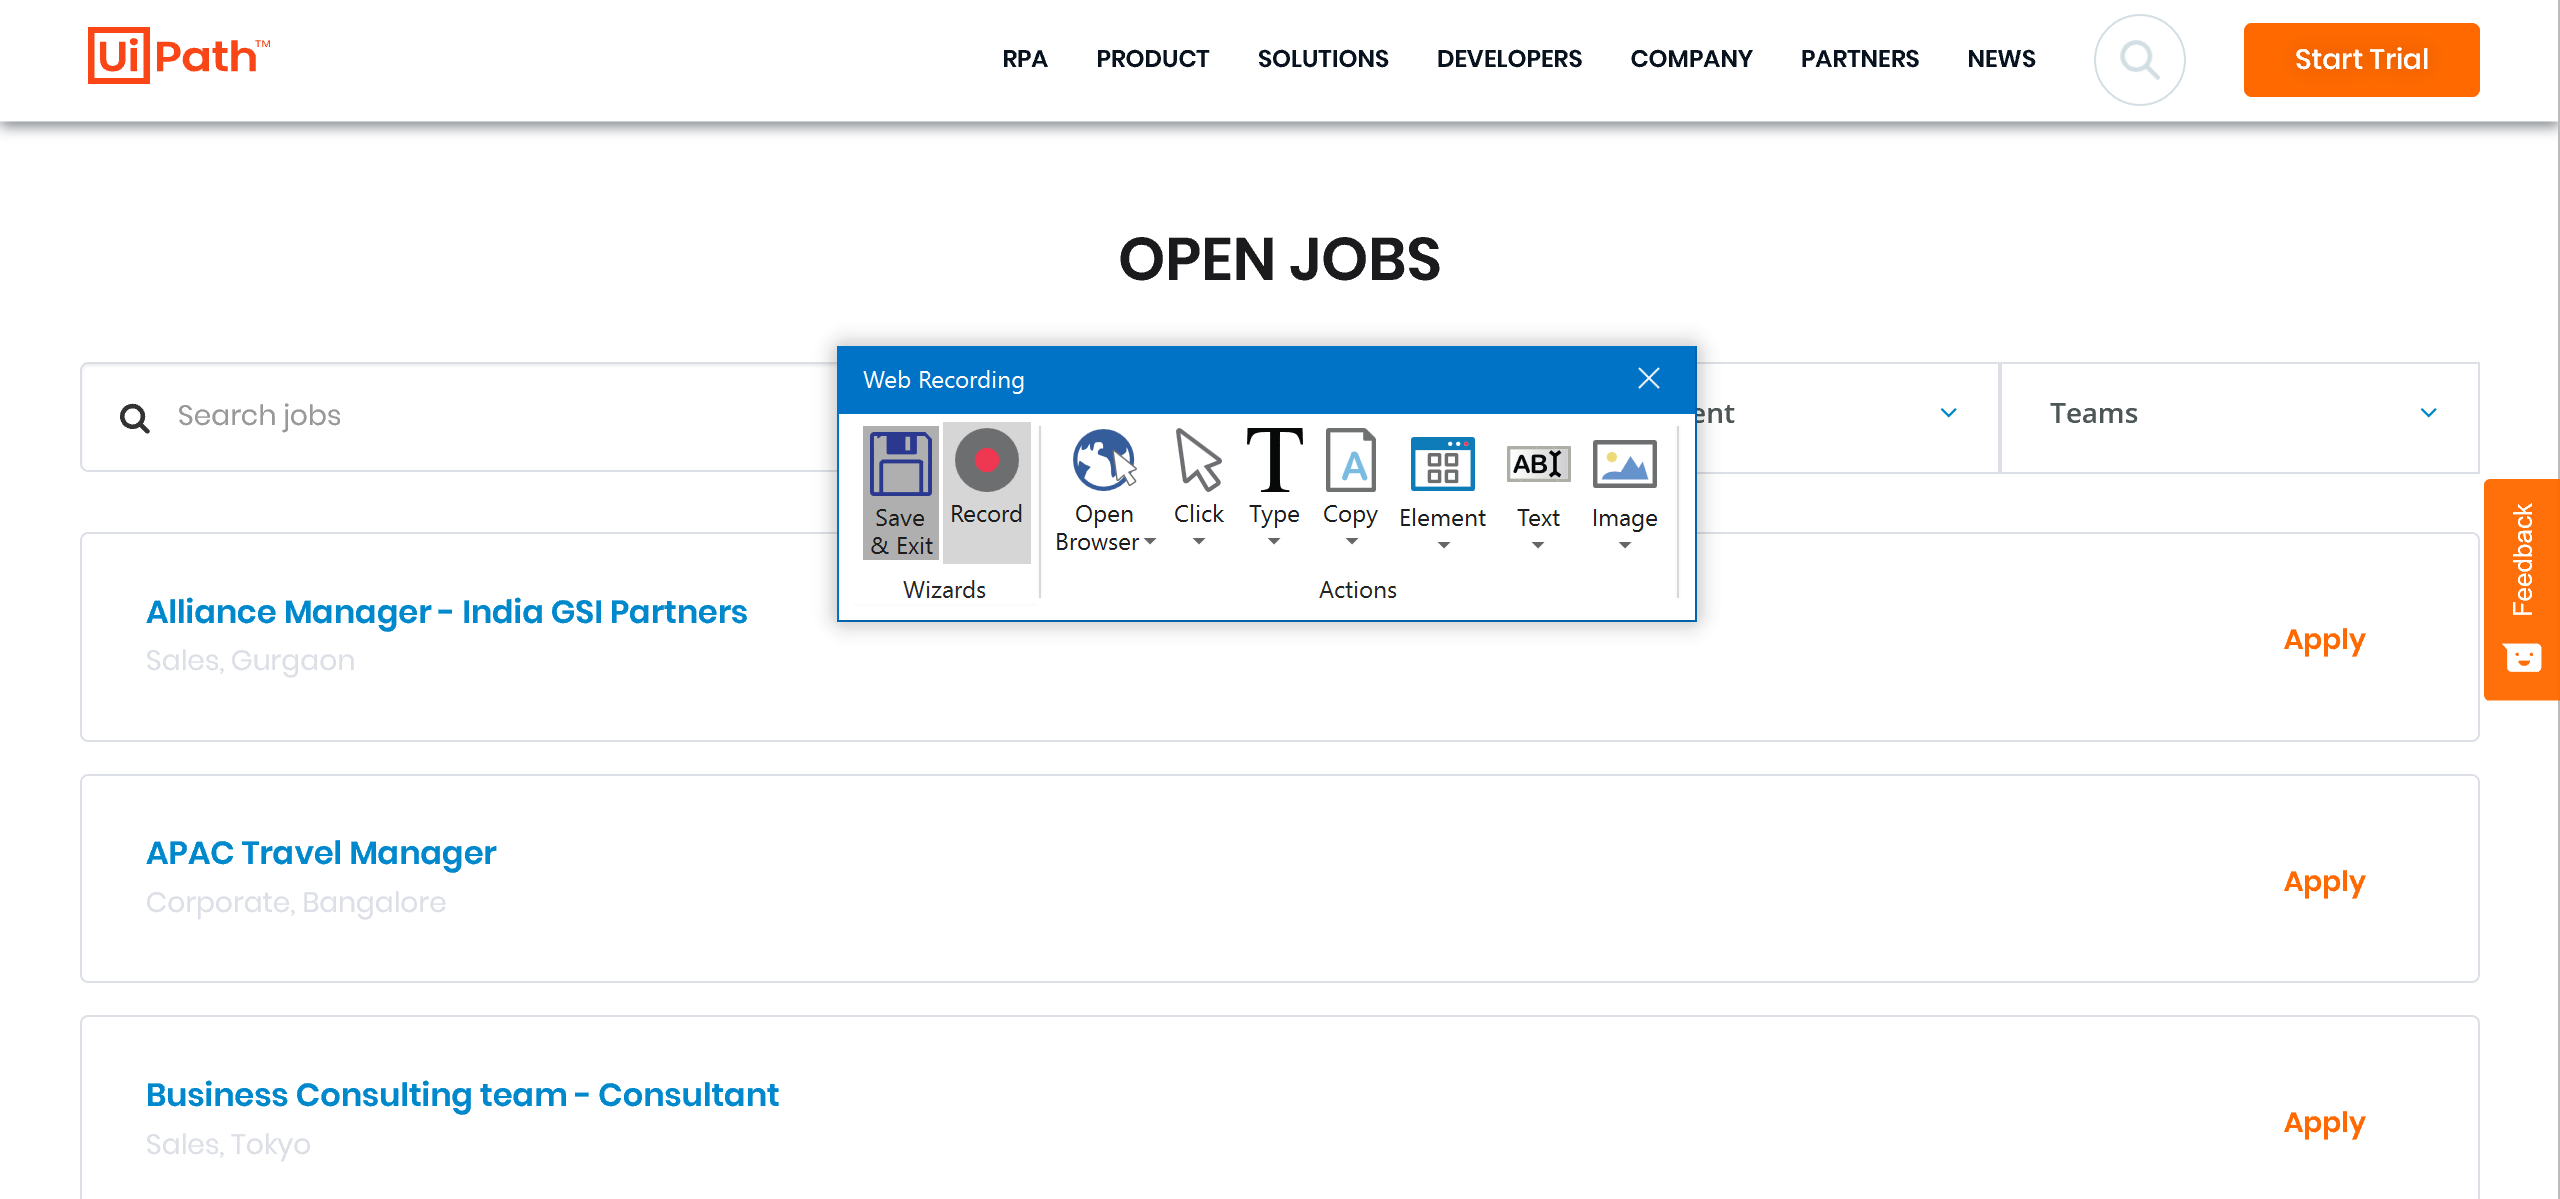 UiPath™
RPA PRODUCT SOLUTIONS DEVELOPERS COMPANY PARTNERS NEWS Start Trial
OPEN JOBS
Search jobs
ent
Teams
Web Recording
Save & Exit
Record
Open Browser
Click
Type
Copy
A
Element
AB
Text
Image
Wizards
Actions
Feedback
Alliance Manager - India GSI Partners
Sales, Gurgaon
Apply
APAC Travel Manager
Corporate, Bangalore
Apply
Business Consulting team - Consultant
Sales, Tokyo
Apply